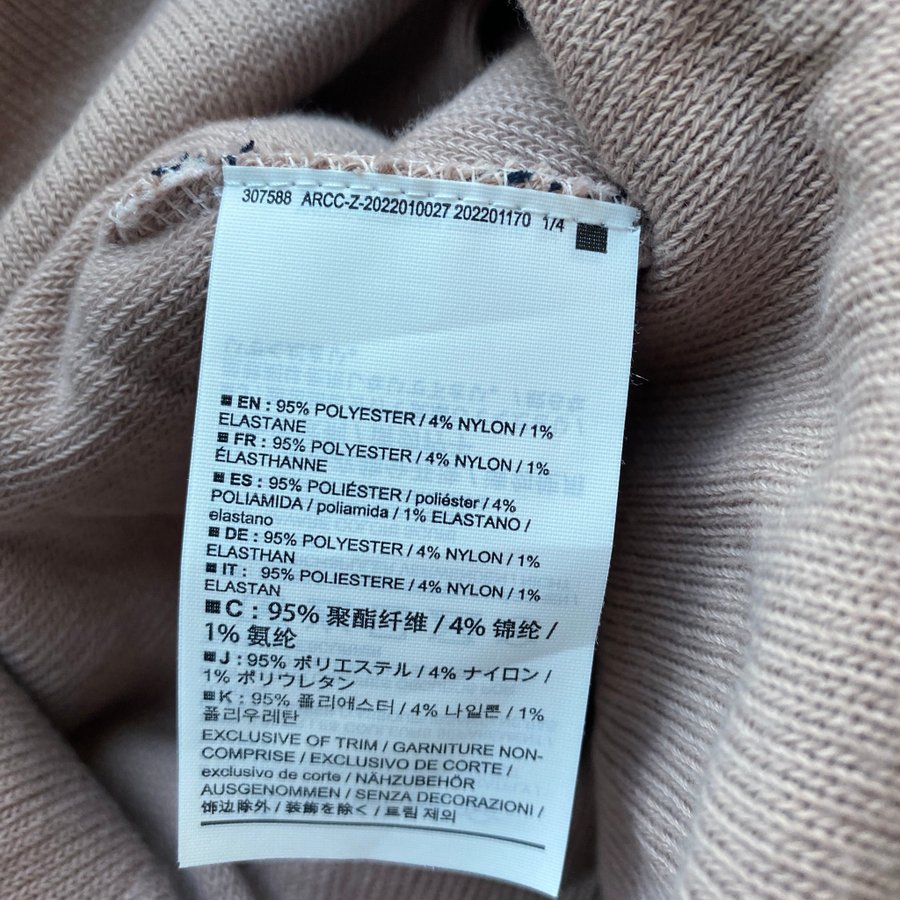 307588 ARCC-Z-2022010027 202201170 1/4
EN : 95% POLYESTER / 4% NYLON / 1%
ELASTANE
FR : 95% POLYESTER / 4% NYLON / 1%
ÉLASTHANNE
ES : 95% POLIÉSTER / poliéster / 4%
POLIAMIDA / poliamida / 1% ELASTANO /
elastano
DE : 95% POLYESTER / 4% NYLON / 1%
ELASTHAN
IT : 95% POLIESTERE / 4% NYLON / 1%
ELASTAN
C : 95% 聚酯纤维 / 4% 锦纶 /
1% 氨纶
J : 95% ポリエステル / 4% ナイロン /
1% ポリウレタン
K : 95% 폴리애스터 / 4% 나일론 / 1%
폴리우레탄
EXCLUSIVE OF TRIM / GARNITURE NON-
COMPRISE / EXCLUSIVO DE CORTE /
exclusivo de corte / NÄHZUBEHÖR
AUSGENOMMEN / SENZA DECORAZIONI /
饰边除外 / 装飾を除く / 트림 제외